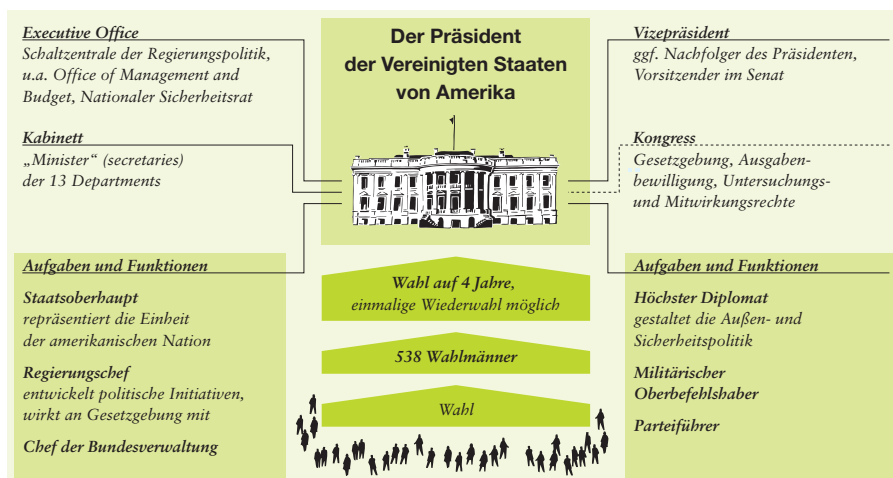 Executive Office
Schaltzentrale der Regierungspolitik,
u.a. Office of Management and
Budget, Nationaler Sicherheitsrat
Kabinett
„Minister“ (secretaries)
der 13 Departments
Der Präsident
der Vereinigten Staaten
von Amerika
Vizepräsident
ggf. Nachfolger des Präsidenten,
Vorsitzender im Senat
Kongress
Gesetzgebung, Ausgaben-
bewilligung, Untersuchungs-
und Mitwirkungsrechte
Aufgaben und Funktionen
Staatsoberhaupt
repräsentiert die Einheit
der amerikanischen Nation
Regierungschef
entwickelt politische Initiativen,
wirkt an Gesetzgebung mit
Chef der Bundesverwaltung
Wahl auf 4 Jahre,
einmalige Wiederwahl möglich
538 Wahlmänner
Wahl
Aufgaben und Funktionen
Höchster Diplomat
gestaltet die Außen- und
Sicherheitspolitik
Militärischer
Oberbefehlshaber
Parteiführer